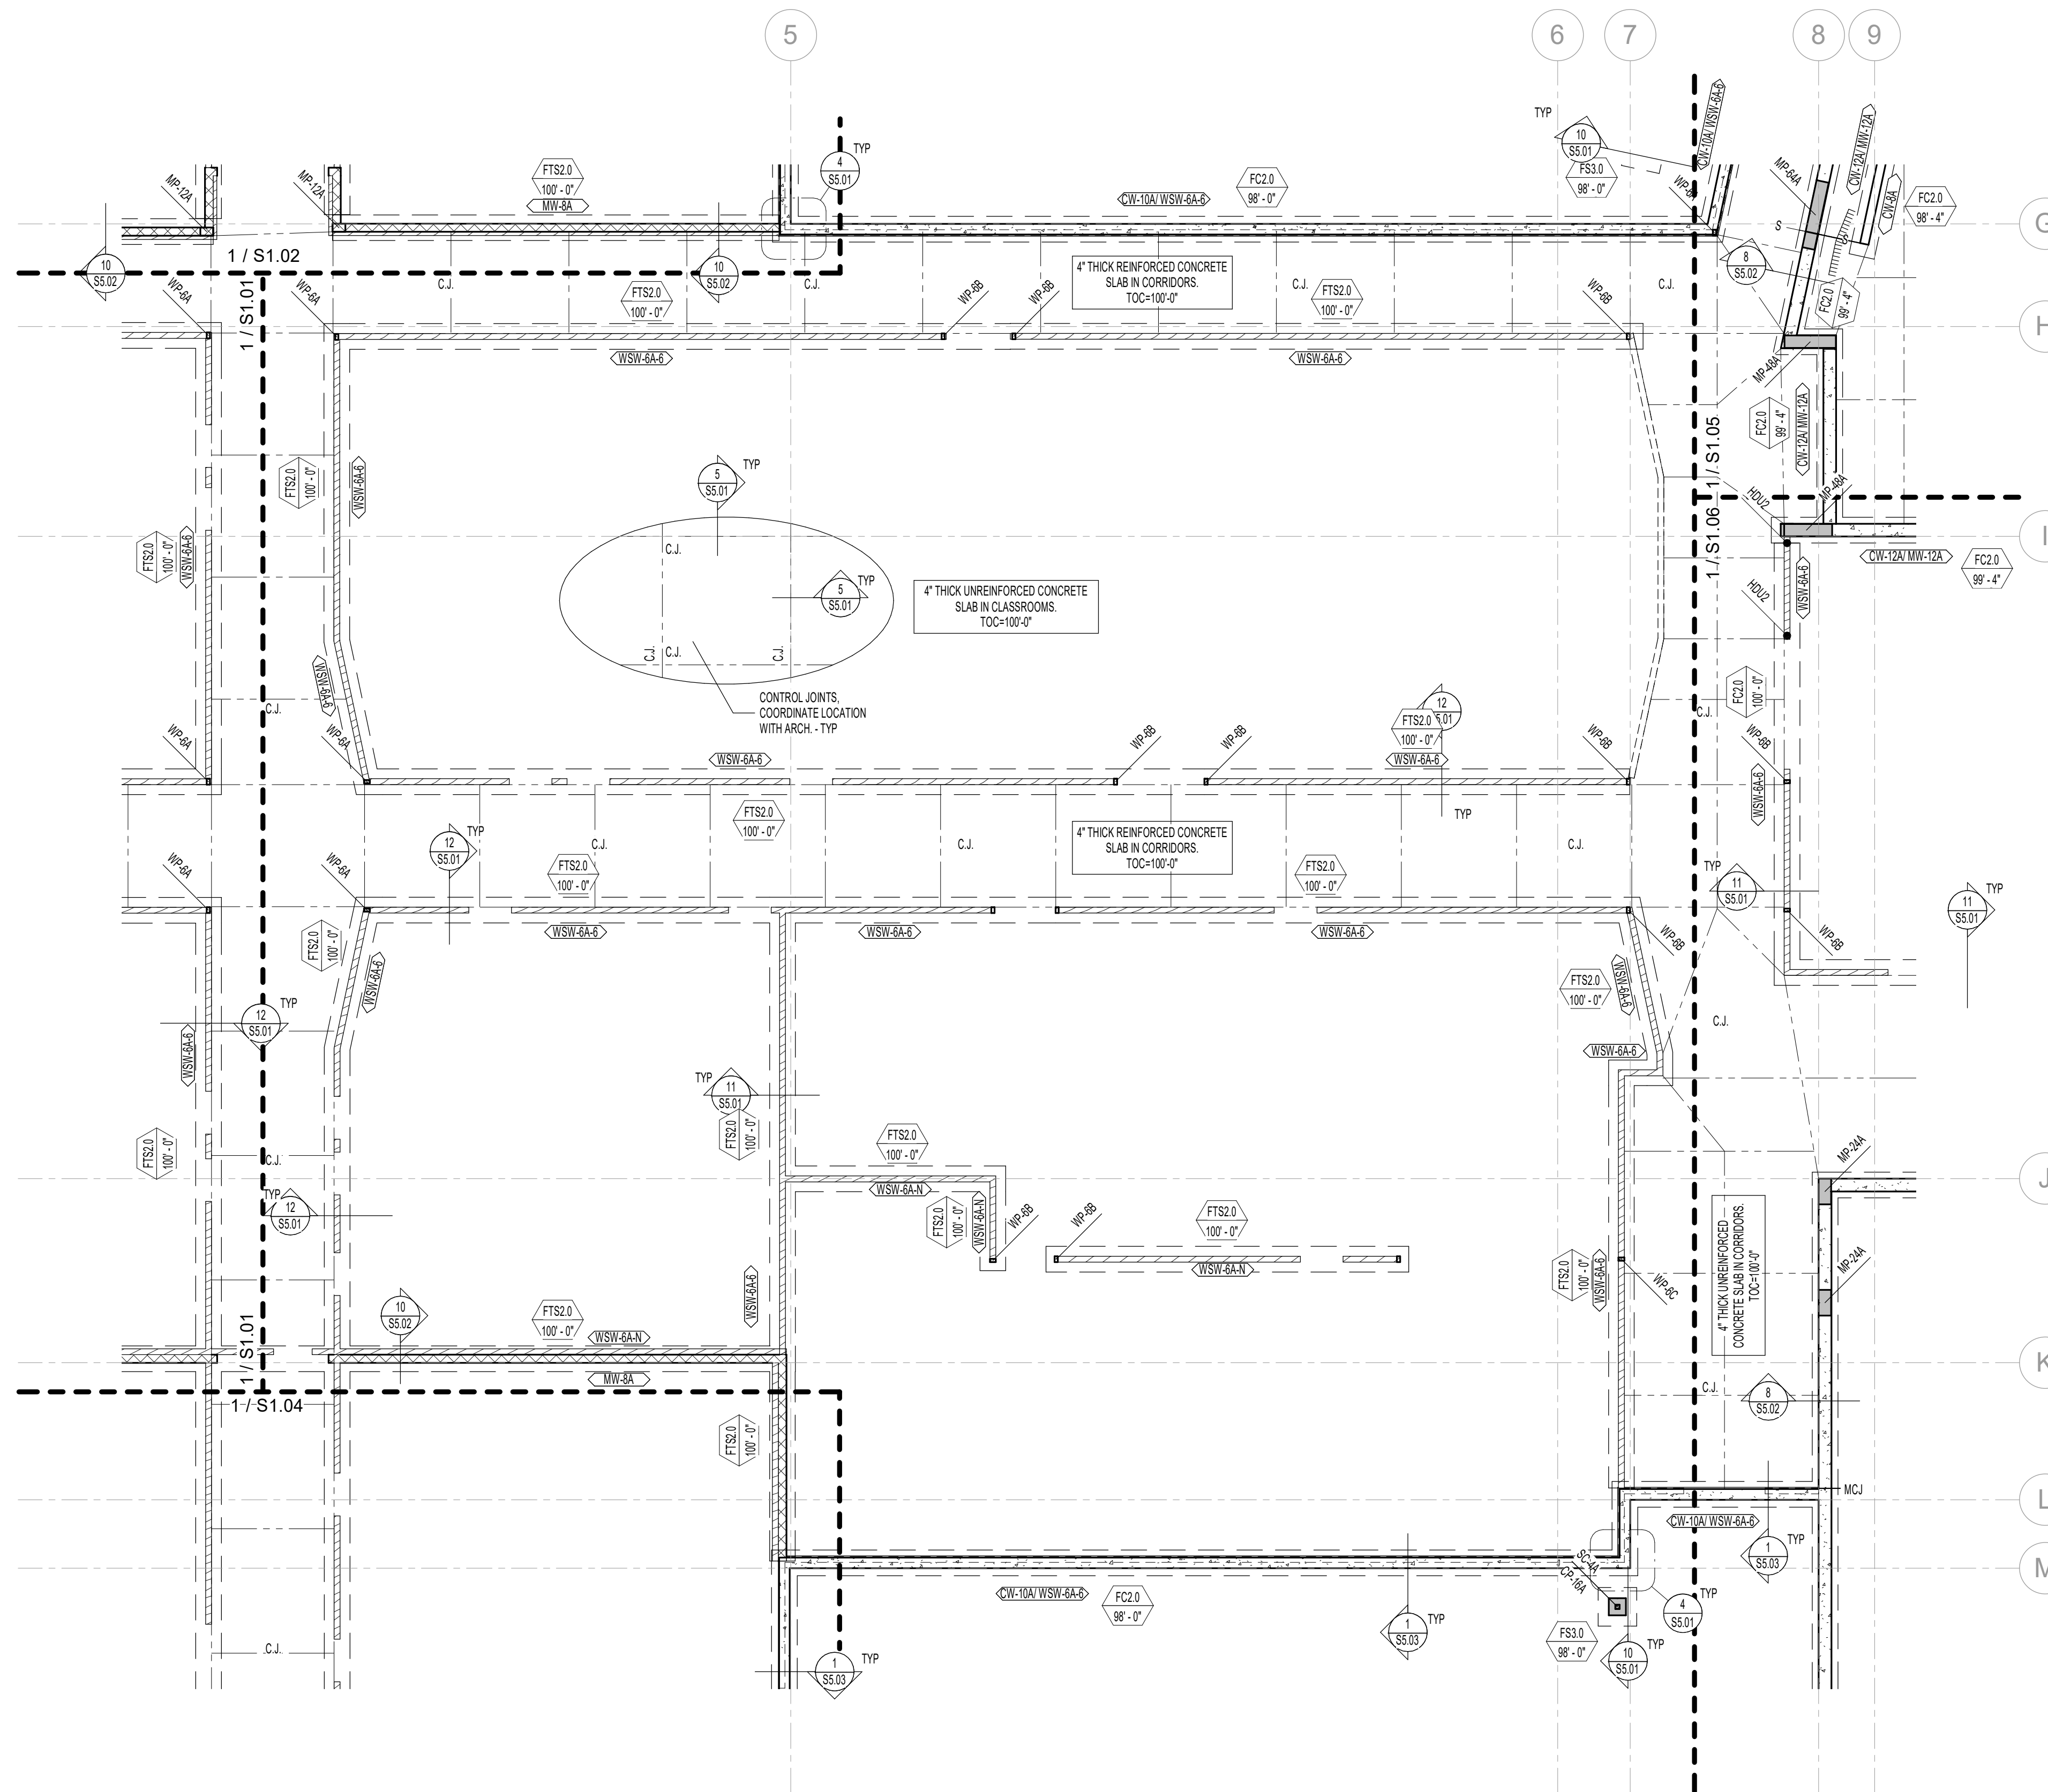 5
6
7
8
9
G
H
I
J
K
L
M
TYP
10
S5.01
FS3.0
98' - 0"
CW-10A/ WSW-6A-6
MP-64A
CW-12A/ MW-12A
CW-8A
FC2.0
98' - 4"
S
MP-12A
MP-12A
FTS2.0
100' - 0"
MW-8A
4
S5.01
TYP
CW-10A/ WSW-6A-6
FC2.0
98' - 0"
8
S5.02
FC2.0
99' - 4"
1 / S1.02
10
S5.02
10
S5.02
1 / S1.01
WP-6A
WP-6A
C.J.
FTS2.0
100' - 0"
C.J.
WP-6B
WP-6B
4" THICK REINFORCED CONCRETE
SLAB IN CORRIDORS.
TOC=100'-0"
C.J.
FTS2.0
100' - 0"
WP-6B
C.J.
WSW-6A-6
WSW-6A-6
MP-48A
FC2.0
99' - 4"
CW-12A/ MW-12A
1 / S1.05
1 / S1.06
HDU2
MP-48A
CW-12A/ MW-12A
FC2.0
99' - 4"
HDU2
WSW-6A-6
FTS2.0
100' - 0"
WSW-6A-6
FTS2.0
100' - 0"
WSW-6A-6
5
S5.01
TYP
C.J.
5
S5.01
TYP
C.J.
C.J.
C.J.
4" THICK UNREINFORCED CONCRETE
SLAB IN CLASSROOMS.
TOC=100'-0"
CONTROL JOINTS,
COORDINATE LOCATION
WITH ARCH. - TYP
WSW-6A-6
C.J.
WP-6A
WP-6A
WSW-6A-6
WP-6B
WP-6B
12
FTS2.0
100' - 0"
WSW-6A-6
WP-6B
FC2.0
100' - 0"
C.J.
WP-6B
WSW-6A-6
FTS2.0
100' - 0"
TYP
12
S5.01
TYP
C.J.
C.J.
4" THICK REINFORCED CONCRETE
SLAB IN CORRIDORS.
TOC=100'-0"
C.J.
WP-6A
WP-6A
FTS2.0
100' - 0"
FTS2.0
100' - 0"
TYP
11
S5.01
TYP
11
S5.01
WSW-6A-6
WSW-6A-6
WSW-6A-6
WP-6B
WP-6B
FTS2.0
100' - 0"
WSW-6A-6
FTS2.0
100' - 0"
WSW-6A-6
WSW-6A-6
C.J.
12
S5.01
TYP
WSW-6A-6
TYP
11
S5.01
FTS2.0
100' - 0"
FTS2.0
100' - 0"
C.J.
FTS2.0
100' - 0"
WSW-6A-N
FTS2.0
100' - 0"
WSW-6A-N
WP-6B
WP-6B
FTS2.0
100' - 0"
WSW-6A-N
TYP
12
S5.01
FTS2.0
100' - 0"
WSW-6A-6
WP-6C
4" THICK UNREINFORCED
CONCRETE SLAB IN CORRIDORS.
TOC=100'-0"
MP-24A
MP-24A
WSW-6A-6
10
S5.02
FTS2.0
100' - 0"
WSW-6A-N
1 / S1.01
MW-8A
1 / S1.04
C.J.
8
S5.02
FTS2.0
100' - 0"
MCJ
CW-10A/ WSW-6A-6
1
S5.03
TYP
SC-4A
CP-16A
CW-10A/ WSW-6A-6
FC2.0
98' - 0"
1
S5.03
TYP
4
S5.01
TYP
FS3.0
98' - 0"
10
S5.01
TYP
C.J.
1
S5.03
TYP